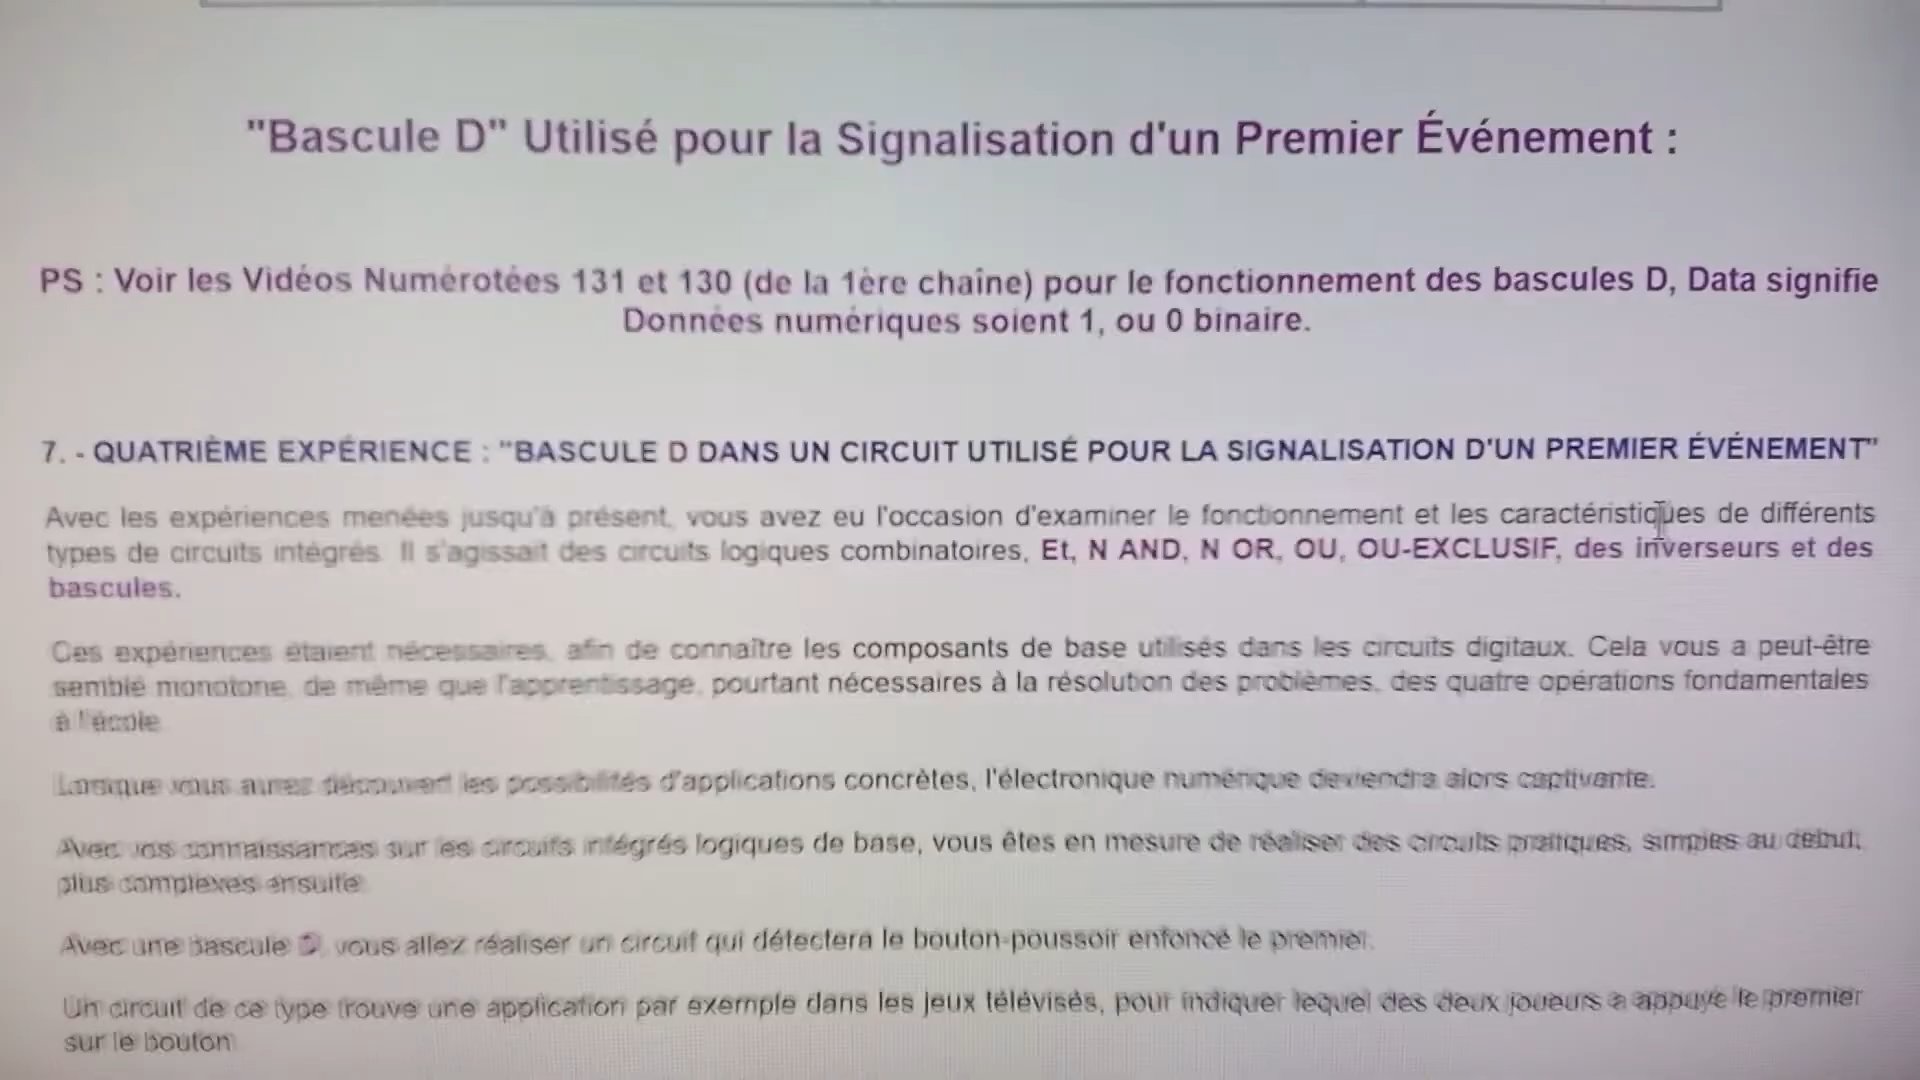 "Bascule D" Utilisé pour la Signalisation d'un Premier Événement :
PS : Voir les Vidéos Numérotées 131 et 130 (de la 1ère chaîne) pour le fonctionnement des bascules D, Data signifie
Données numériques soient 1, ou 0 binaire.
7. - QUATRIÈME EXPÉRIENCE : "BASCULE D DANS UN CIRCUIT UTILISÉ POUR LA SIGNALISATION D'UN PREMIER ÉVÉNEMENT"
Avec les expériences menées jusqu'à présent, vous avez eu l'occasion d'examiner le fonctionnement et les caractéristiques de différents
types de circuits intégrés. Il s'agissait des circuits logiques combinatoires, Et, N AND, N OR, OU, OU-EXCLUSIF, des inverseurs et des
bascules.
Ces expériences étaient nécessaires, afin de connaître les composants de base utilisés dans les circuits digitaux. Cela vous a peut-être
semblé monotone, de même que l'apprentissage, pourtant nécessaires à la résolution des problèmes, des quatre opérations fondamentales
à l'école.
Lorsque vous aurez découvert les possibilités d'applications concrètes, l'électronique numérique deviendra alors captivante.
Avec vos connaissances sur les circuits intégrés logiques de base, vous êtes en mesure de réaliser des circuits pratiques, simples au début,
plus complexes ensuite.
Avec une bascule D, vous allez réaliser un circuit qui détectera le bouton-poussoir enfoncé le premier.
Un circuit de ce type trouve une application par exemple dans les jeux télévisés, pour indiquer lequel des deux joueurs a appuyé le premier
sur le bouton.